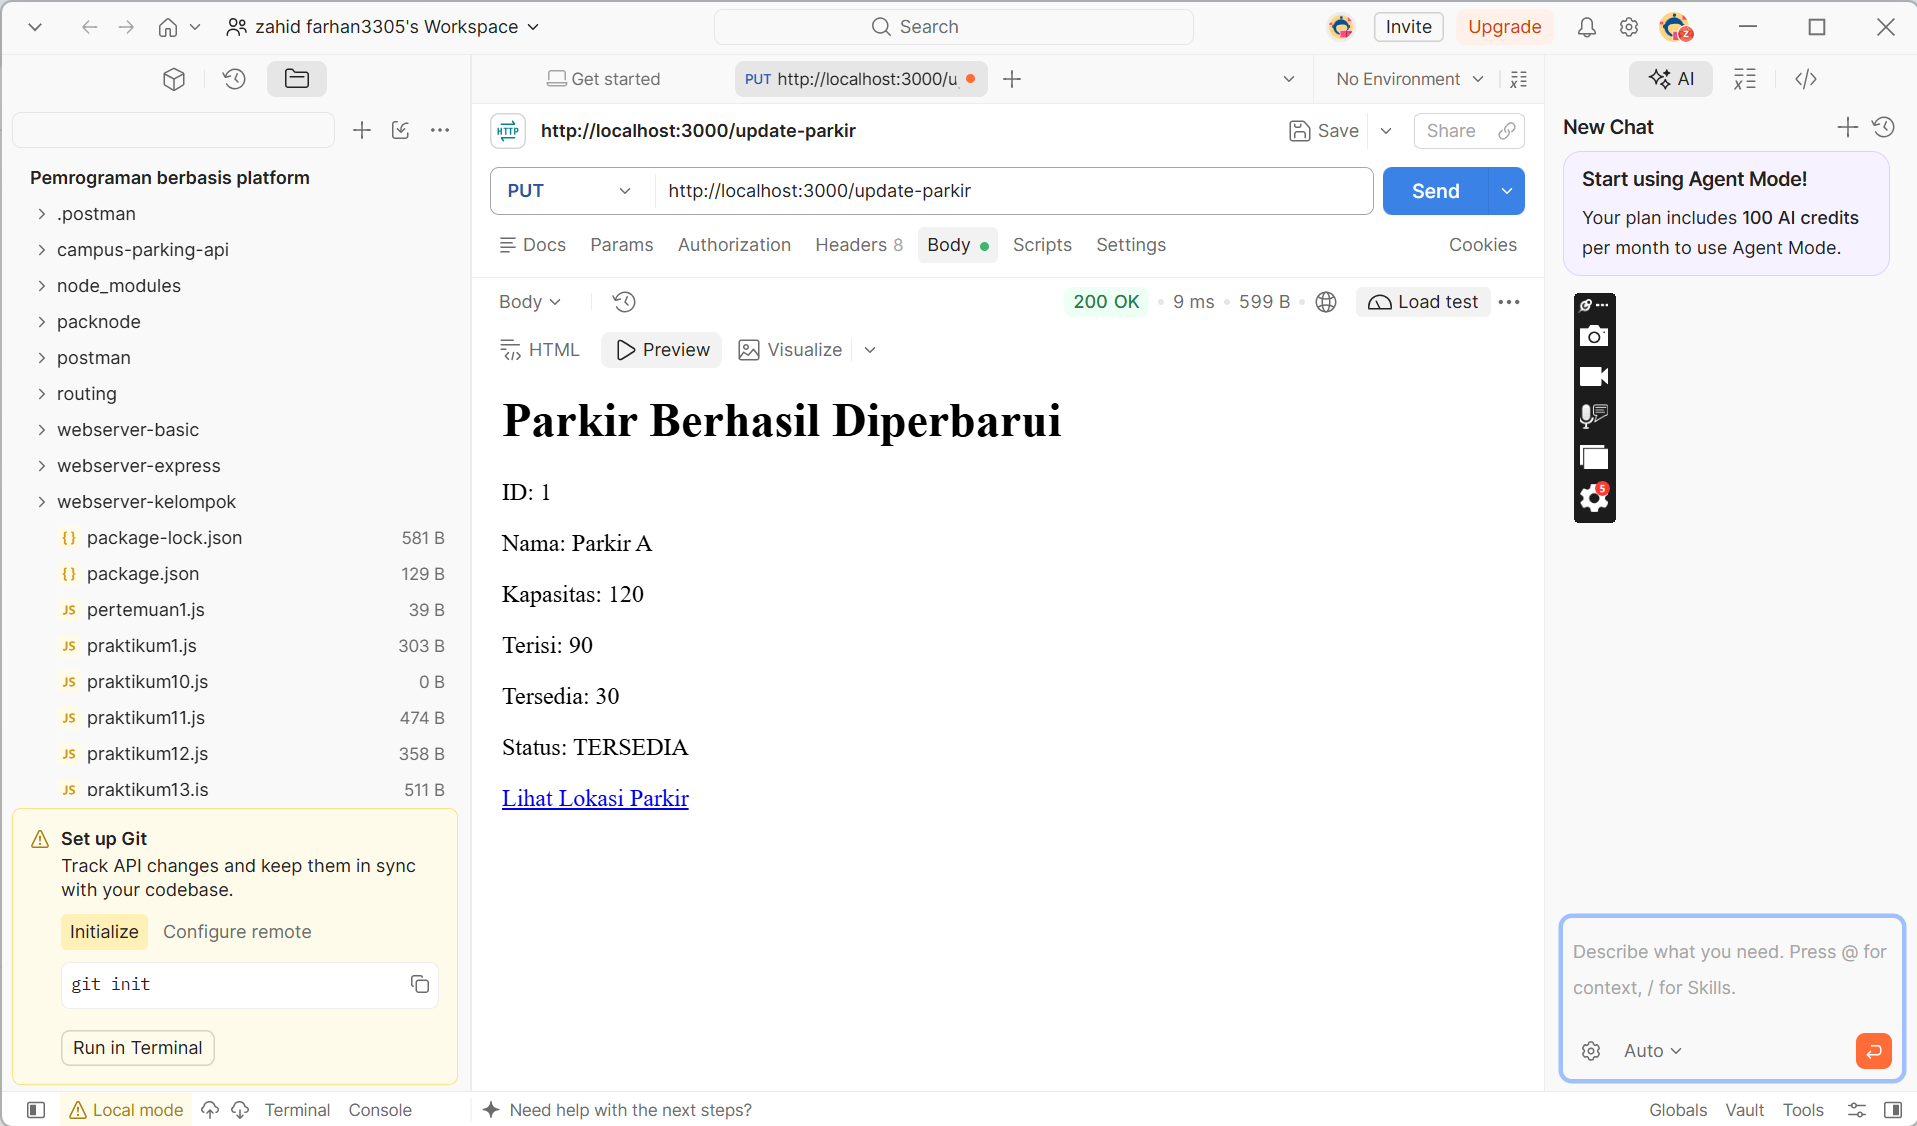 zahid farhan3305's Workspace
Search
Invite
Upgrade
Z
Get started
PUT http://localhost:3000/u
No Environment
AI
HTTP http://localhost:3000/update-parkir
Save
Share
New Chat
Start using Agent Mode!
Your plan includes 100 AI credits
per month to use Agent Mode.
Pemrograman berbasis platform
.postman
campus-parking-api
node_modules
packnode
postman
routing
webserver-basic
webserver-express
webserver-kelompok
{} package-lock.json 581 B
{} package.json 129 B
JS pertemuan1.js 39 B
JS praktikum1.js 303 B
JS praktikum10.js 0 B
JS praktikum11.js 474 B
JS praktikum12.js 358 B
JS praktikum13.js 511 B
Set up Git
Track API changes and keep them in sync
with your codebase.
Initialize Configure remote
git init
Run in Terminal
PUT http://localhost:3000/update-parkir
Send
Docs Params Authorization Headers 8 Body Scripts Settings Cookies
Body
200 OK 9 ms 599 B Load test
HTML Preview Visualize
Parkir Berhasil Diperbarui
ID: 1
Nama: Parkir A
Kapasitas: 120
Terisi: 90
Tersedia: 30
Status: TERSEDIA
Lihat Lokasi Parkir
5
Describe what you need. Press @ for
context, / for Skills.
Auto
Local mode Terminal Console
Need help with the next steps?
Globals Vault Tools